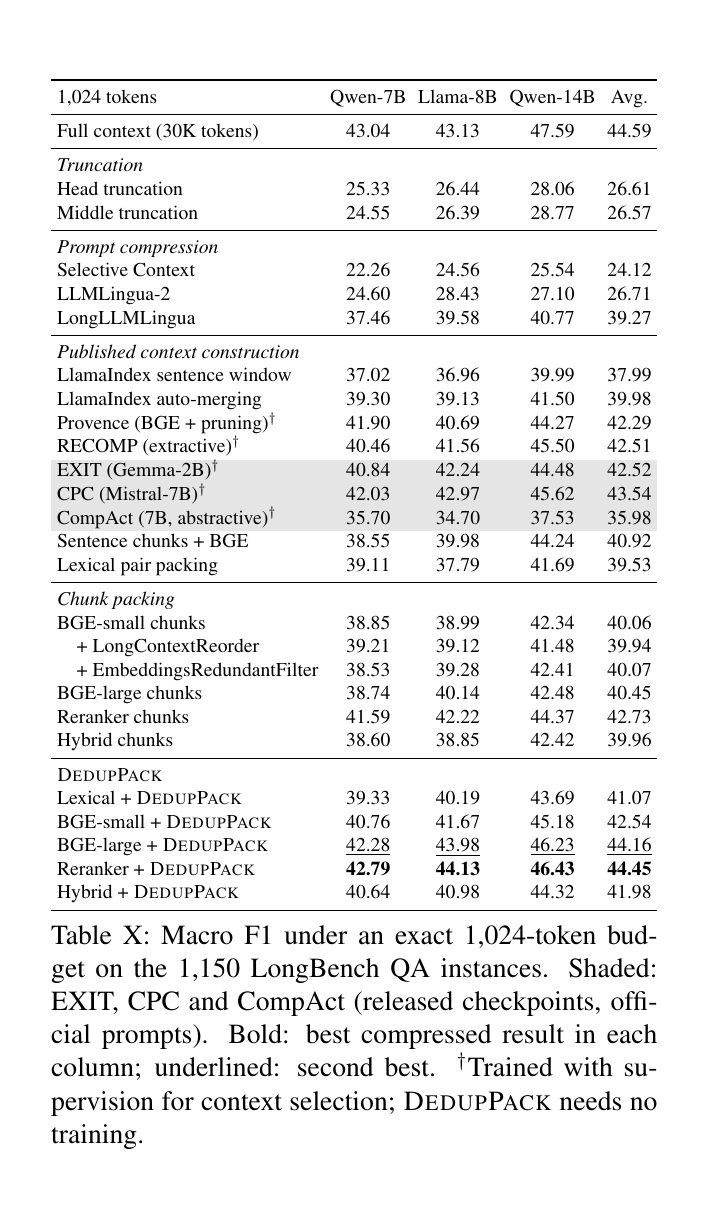 1,024 tokens Qwen-7B Llama-8B Qwen-14B Avg.
Full context (30K tokens) 43.04 43.13 47.59 44.59
Truncation
Head truncation 25.33 26.44 28.06 26.61
Middle truncation 24.55 26.39 28.77 26.57
Prompt compression
Selective Context 22.26 24.56 25.54 24.12
LLMLingua-2 24.60 28.43 27.10 26.71
LongLLMLingua 37.46 39.58 40.77 39.27
Published context construction
LlamaIndex sentence window 37.02 36.96 39.99 37.99
LlamaIndex auto-merging 39.30 39.13 41.50 39.98
Provence (BGE + pruning)† 41.90 40.69 44.27 42.29
RECOMP (extractive)† 40.46 41.56 45.50 42.51
EXIT (Gemma-2B)† 40.84 42.24 44.48 42.52
CPC (Mistral-7B)† 42.03 42.97 45.62 43.54
CompAct (7B, abstractive)† 35.70 34.70 37.53 35.98
Sentence chunks + BGE 38.55 39.98 44.24 40.92
Lexical pair packing 39.11 37.79 41.69 39.53
Chunk packing
BGE-small chunks 38.85 38.99 42.34 40.06
+ LongContextReorder 39.21 39.12 41.48 39.94
+ EmbeddingsRedundantFilter 38.53 39.28 42.41 40.07
BGE-large chunks 38.74 40.14 42.48 40.45
Reranker chunks 41.59 42.22 44.37 42.73
Hybrid chunks 38.60 38.85 42.42 39.96
DEDUPPACK
Lexical + DEDUPPACK 39.33 40.19 43.69 41.07
BGE-small + DEDUPPACK 40.76 41.67 45.18 42.54
BGE-large + DEDUPPACK 42.28 43.98 46.23 44.16
Reranker + DEDUPPACK 42.79 44.13 46.43 44.45
Hybrid + DEDUPPACK 40.64 40.98 44.32 41.98
Table X: Macro F1 under an exact 1,024-token bud-
get on the 1,150 LongBench QA instances. Shaded:
EXIT, CPC and CompAct (released checkpoints, offi-
cial prompts). Bold: best compressed result in each
column; underlined: second best. †Trained with su-
pervision for context selection; DEDUPPACK needs no
training.